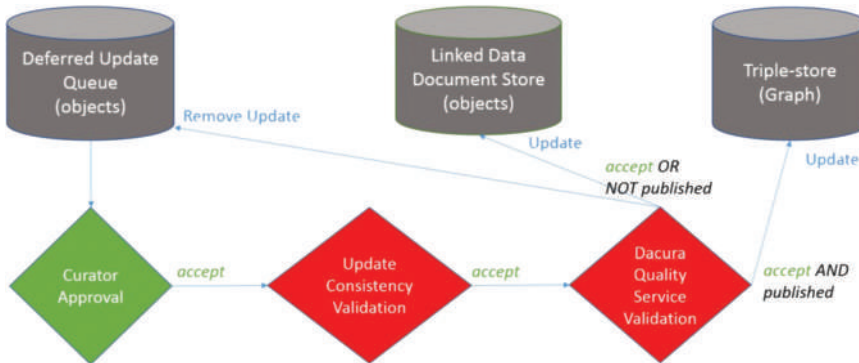 Deferred Update
Queue
(objects)
Linked Data
Document Store
(objects)
Triple-store
(Graph)
Remove Update
Update
accept OR
NOT published
Update
Curator
Approval
accept
Update
Consistency
Validation
accept
Dacura
Quality
Service
Validation
accept AND
published